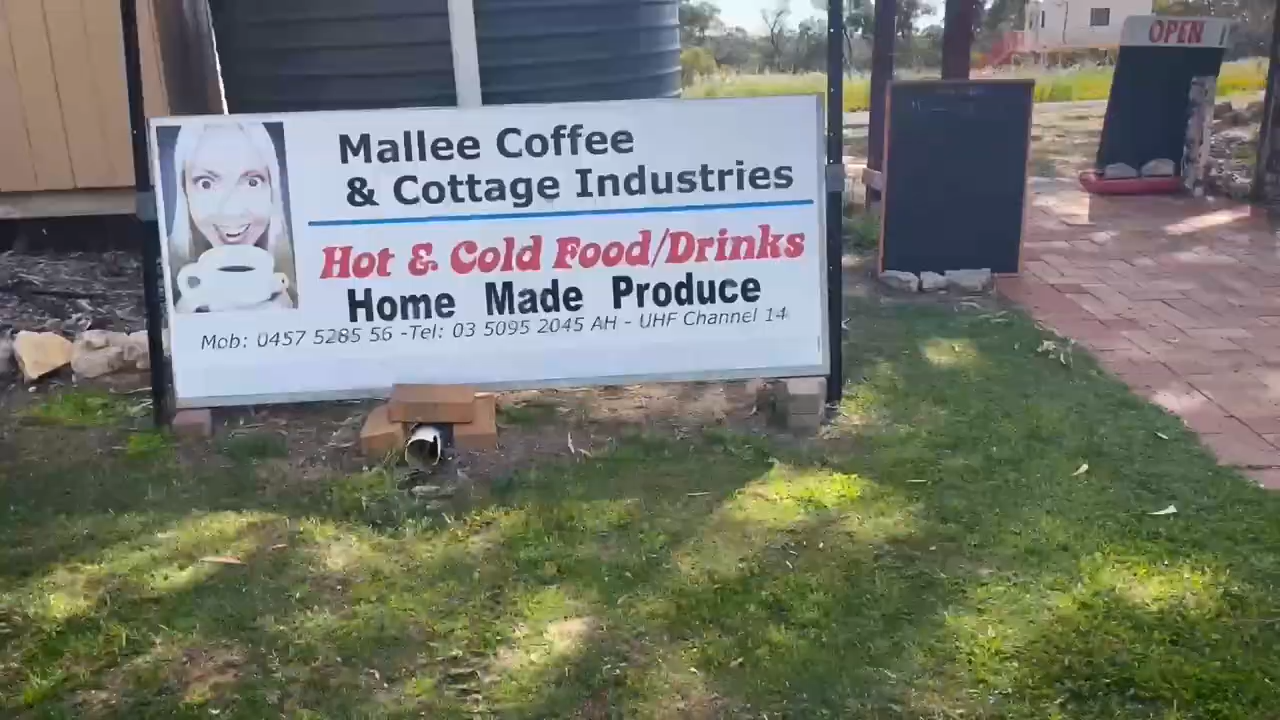 Mallee Coffee
& Cottage Industries
Hot & Cold Food/Drinks
Home Made Produce
Mob: 0457 5285 56 -Tel: 03 5095 2045 AH - UHF Channel 14
OPEN